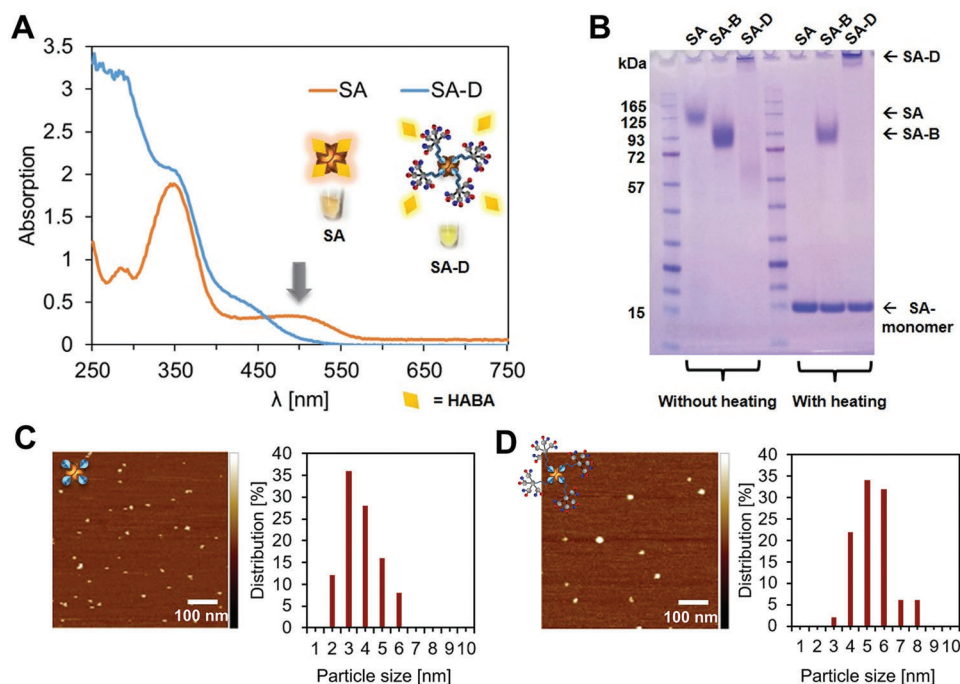 A
3.5
3
2.5
2
1.5
1
0.5
0
Absorption
SA
SA-D
SA
SA-D
250
350
450
550
650
750
λ [nm]
= HABA
B
SA
SA-B
SA-D
SA
SA-B
SA-D
kDa
165
125
93
72
57
15
← SA-D
← SA
← SA-B
← SA-
monomer
Without heating
With heating
C
100 nm
Distribution [%]
40
35
30
25
20
15
10
5
0
1 2 3 4 5 6 7 8 9 10
Particle size [nm]
D
100 nm
Distribution [%]
40
35
30
25
20
15
10
5
0
1 2 3 4 5 6 7 8 9 10
Particle size [nm]